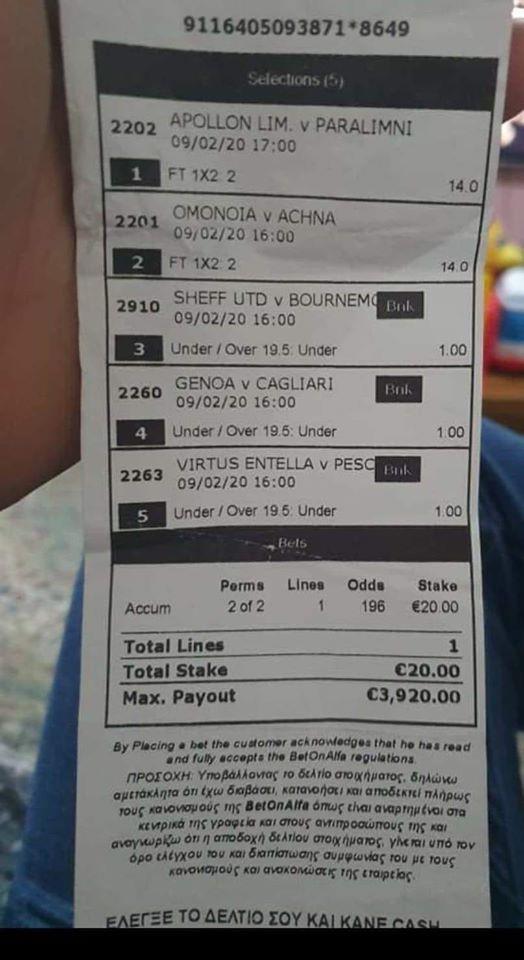 9116405093871*8649
Selections (5)
2202 APOLLON LIM. v PARALIMNI
09/02/20 17:00
1 FT 1X2: 2 14.0
2201 OMONOIA v ACHNA
09/02/20 16:00
2 FT 1X2: 2 14.0
2910 SHEFF UTD v BOURNEMO Bnk
09/02/20 16:00
3 Under / Over 19.5: Under 1.00
2260 GENOA v CAGLIARI Bnk
09/02/20 16:00
4 Under / Over 19.5: Under 1.00
2263 VIRTUS ENTELLA v PESC Bnk
09/02/20 16:00
5 Under / Over 19.5: Under 1.00
Bets
Perms Lines Odds Stake
Accum 2 of 2 1 196 €20.00
Total Lines 1
Total Stake €20.00
Max. Payout €3,920.00
By Placing a bet the customer acknowledges that he has read
and fully accepts the BetOnAlfa regulations.
ΠΡΟΣΟΧΗ: Υποβάλλοντας το δελτίο στοιχήματος, δηλώνω
αμετάκλητα ότι έχω διαβάσει, κατανοήσει και αποδεκτεί πλήρως
τους κανονισμούς της BetOnAlfa όπως είναι αναρτημένοι στα
κεντρικά της γραφεία και στους αντιπροσώπους της και
αναγνωρίζω ότι η αποδοχή δελτίου στοιχήματος, γίνεται υπό τον
όρο ελέγχου του και διαπίστωσης συμφωνίας του με τους
κανονισμούς και ανακοινώσεις της εταιρείας.
ΕΛΕΓΞΕ ΤΟ ΔΕΛΤΙΟ ΣΟΥ ΚΑΙ ΚΑΝΕ CASH